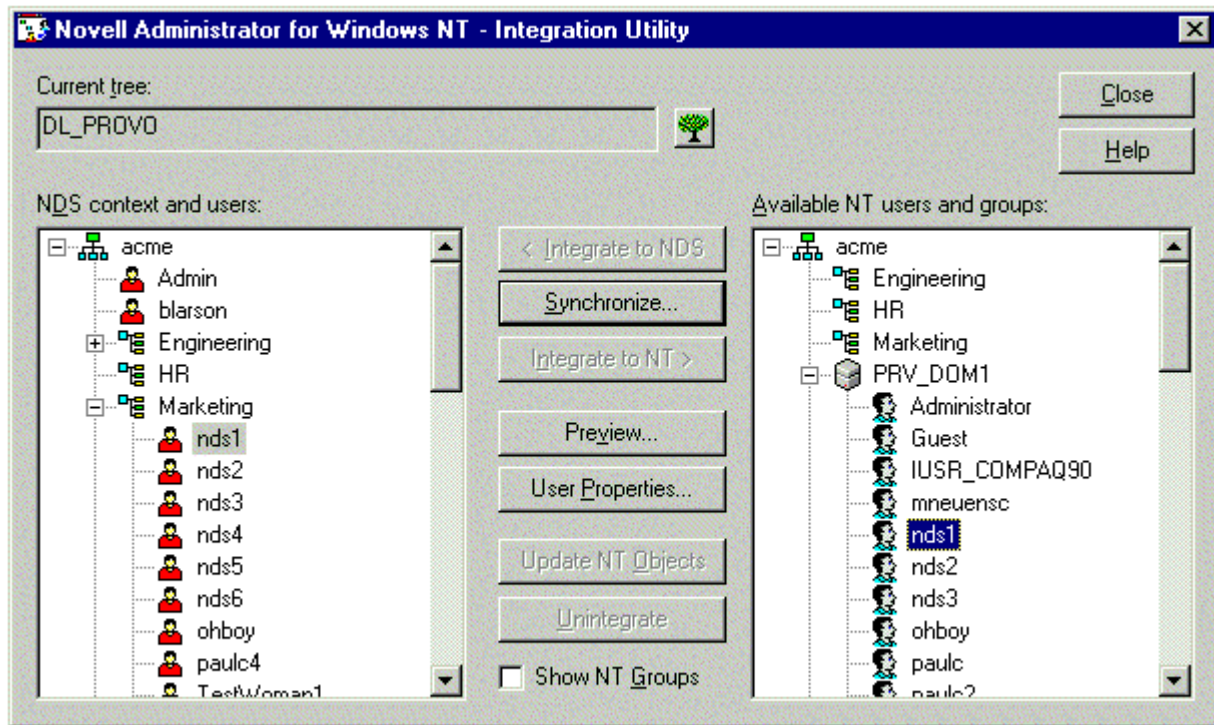 Novell Administrator for Windows NT - Integration Utility
Current tree:
DL_PROVO
Close
Help
NDS context and users:
acme
Admin
blarson
Engineering
HR
Marketing
nds1
nds2
nds3
nds4
nds5
nds6
ohboy
paulc4
TestWoman1
< Integrate to NDS
Synchronize...
Integrate to NT >
Preview...
User Properties...
Update NT Objects
Unintegrate
Show NT Groups
Available NT users and groups:
acme
Engineering
HR
Marketing
PRV_DOM1
Administrator
Guest
IUSR_COMPAQ90
mneuensc
nds1
nds2
nds3
ohboy
paulc
paulc2